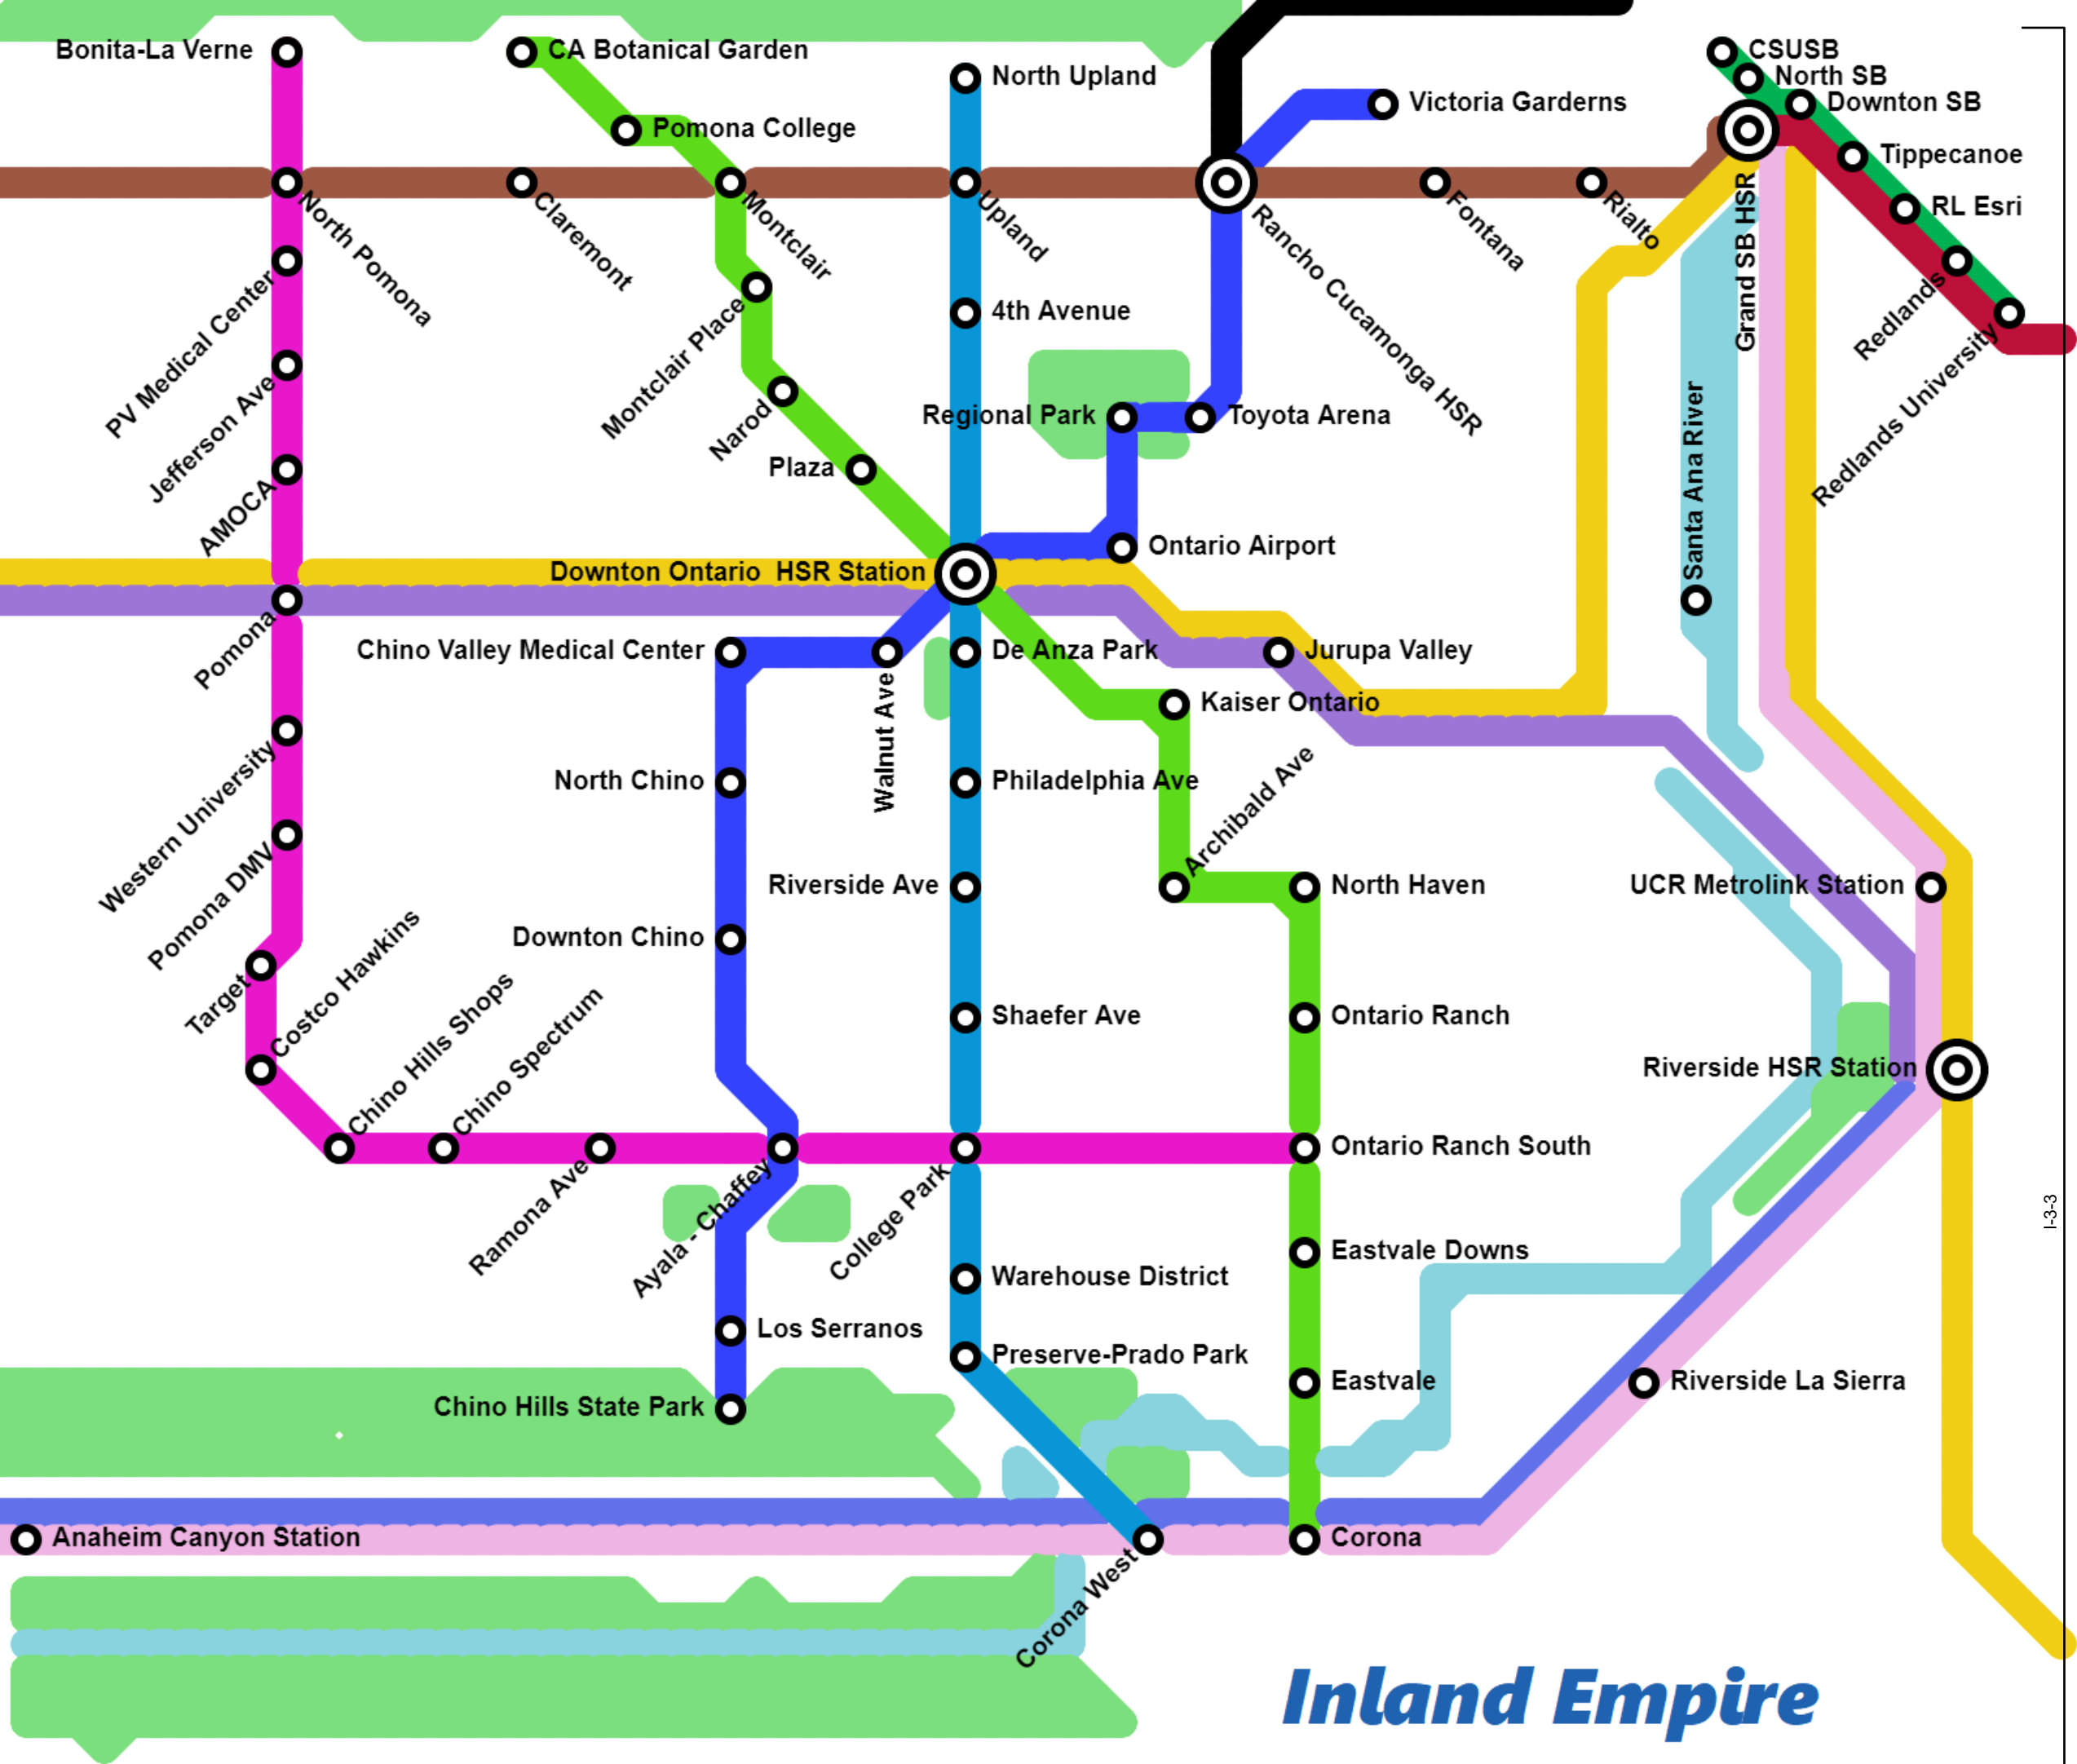 Bonita-La Verne
CA Botanical Garden
CSUSB
North Upland
North SB
Victoria Garderns
Downton SB
Pomona College
Tippecanoe
North Pomona
Claremont
Montclair
Upland
Rancho Cucamonga HSR
Fontana
Rialto
Grand SB HSR
RL Esri
PV Medical Center
Montclair Place
4th Avenue
Redlands
Redlands University
Jefferson Ave
Narod
Regional Park
Toyota Arena
Santa Ana River
AMOCA
Plaza
Ontario Airport
Downton Ontario  HSR Station
Pomona
Chino Valley Medical Center
Walnut Ave
De Anza Park
Jurupa Valley
Kaiser Ontario
Western University
North Chino
Philadelphia Ave
Archibald Ave
Pomona DMV
Riverside Ave
North Haven
UCR Metrolink Station
Downton Chino
Target
Costco Hawkins
Chino Hills Shops
Chino Spectrum
Shaefer Ave
Ontario Ranch
Riverside HSR Station
Ramona Ave
Ayala - Chaffey
College Park
Ontario Ranch South
I-3-3
Eastvale Downs
Warehouse District
Los Serranos
Preserve-Prado Park
Eastvale
Riverside La Sierra
Chino Hills State Park
Anaheim Canyon Station
Corona West
Corona
Inland Empire